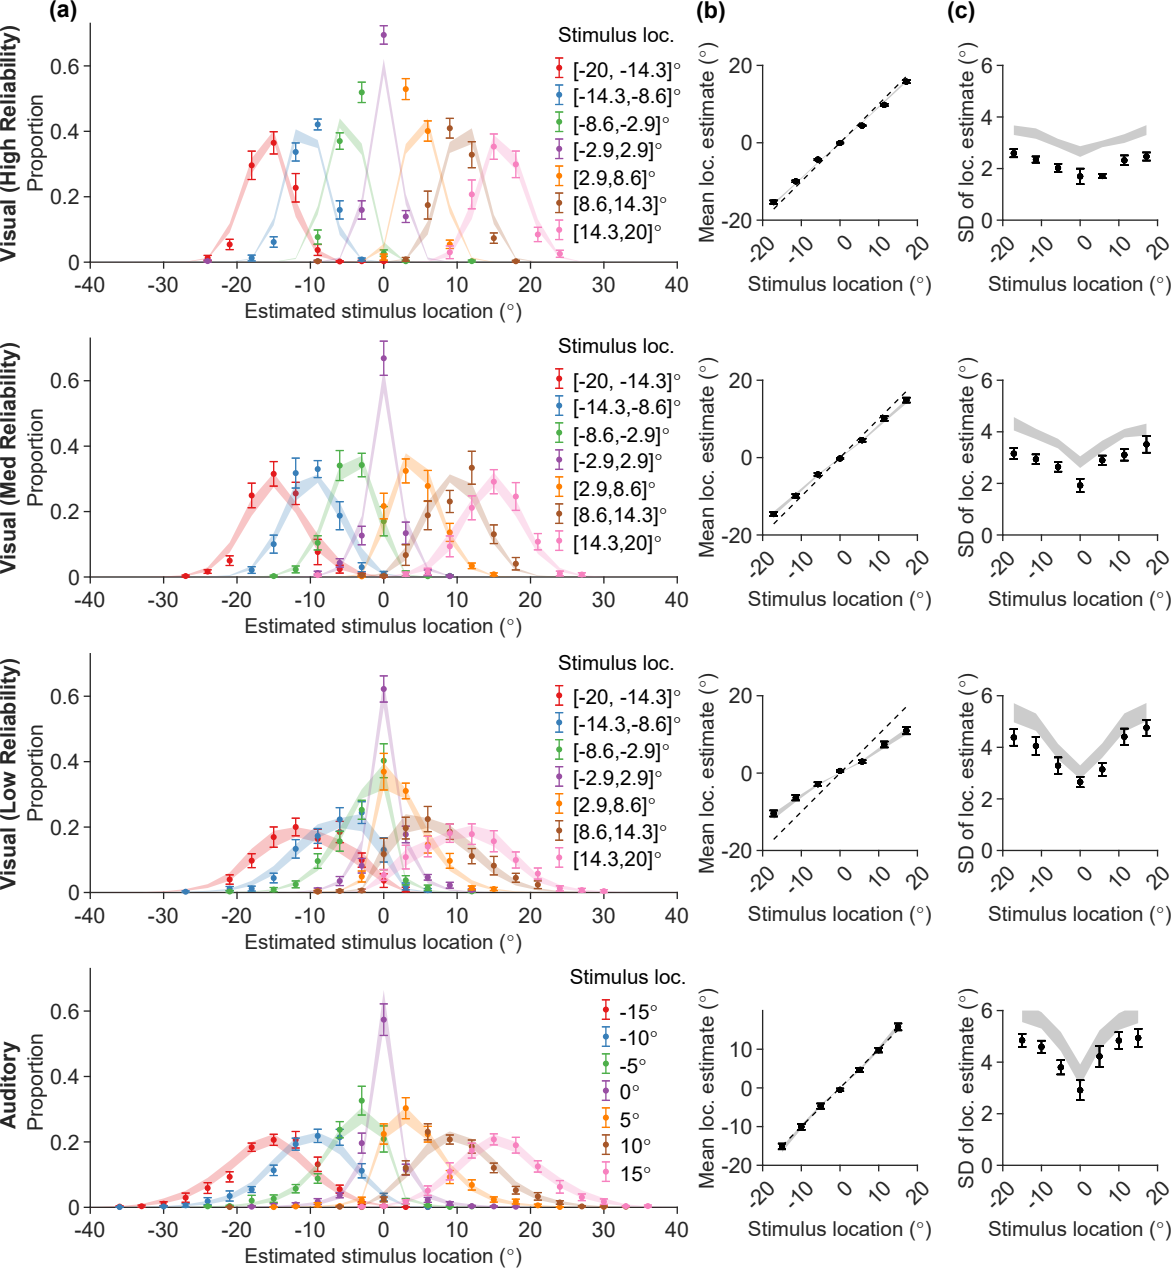 (a)
(b)
(c)
Visual (High Reliability)
Proportion
0.6
0.4
0.2
0
-40 -30 -20 -10 0 10 20 30 40
Estimated stimulus location (°)
Stimulus loc.
[-20, -14.3]°
[-14.3,-8.6]°
[-8.6,-2.9]°
[-2.9,2.9]°
[2.9,8.6]°
[8.6,14.3]°
[14.3,20]°
Mean loc. estimate (°)
20
0
-20
-20 -10 0 10 20
Stimulus location (°)
SD of loc. estimate (°)
6
4
2
0
-20 -10 0 10 20
Stimulus location (°)
Visual (Med Reliability)
Proportion
0.6
0.4
0.2
0
-40 -30 -20 -10 0 10 20 30 40
Estimated stimulus location (°)
Stimulus loc.
[-20, -14.3]°
[-14.3,-8.6]°
[-8.6,-2.9]°
[-2.9,2.9]°
[2.9,8.6]°
[8.6,14.3]°
[14.3,20]°
Mean loc. estimate (°)
20
0
-20
-20 -10 0 10 20
Stimulus location (°)
SD of loc. estimate (°)
6
4
2
0
-20 -10 0 10 20
Stimulus location (°)
Visual (Low Reliability)
Proportion
0.6
0.4
0.2
0
-40 -30 -20 -10 0 10 20 30 40
Estimated stimulus location (°)
Stimulus loc.
[-20, -14.3]°
[-14.3,-8.6]°
[-8.6,-2.9]°
[-2.9,2.9]°
[2.9,8.6]°
[8.6,14.3]°
[14.3,20]°
Mean loc. estimate (°)
20
0
-20
-20 -10 0 10 20
Stimulus location (°)
SD of loc. estimate (°)
6
4
2
0
-20 -10 0 10 20
Stimulus location (°)
Auditory
Proportion
0.6
0.4
0.2
0
-40 -30 -20 -10 0 10 20 30 40
Estimated stimulus location (°)
Stimulus loc.
-15°
-10°
-5°
0°
5°
10°
15°
Mean loc. estimate (°)
10
0
-10
-20
-20 -10 0 10 20
Stimulus location (°)
SD of loc. estimate (°)
6
4
2
0
-20 -10 0 10 20
Stimulus location (°)